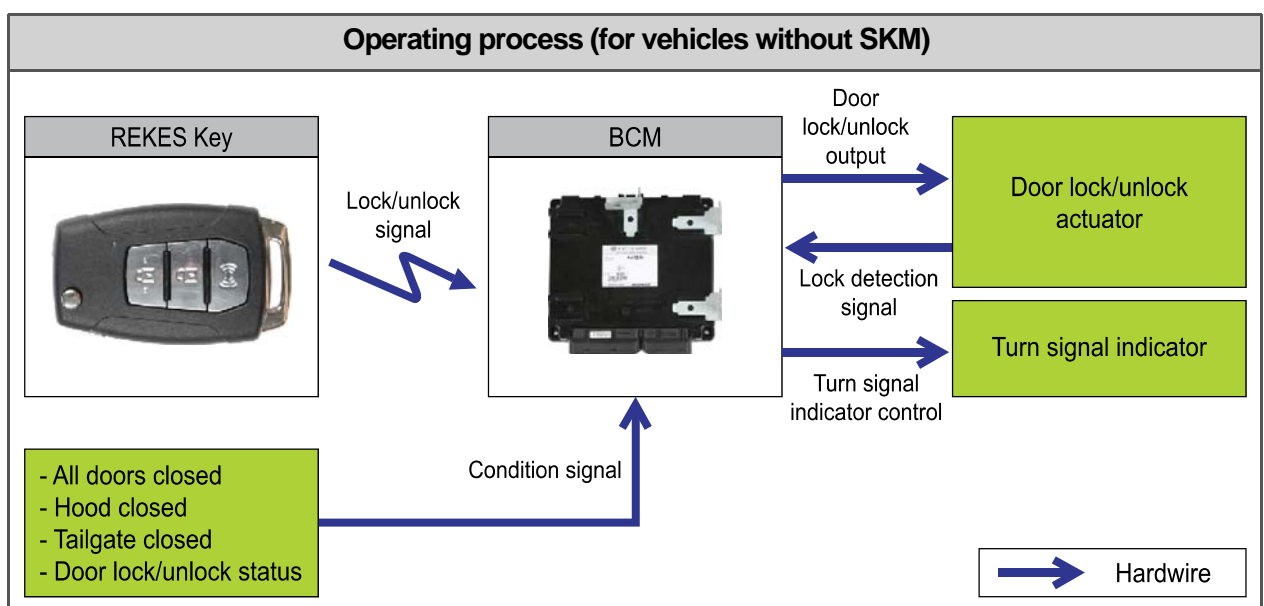 Operating process (for vehicles without SKM)
REKES Key
Lock/unlock
signal
BCM
Door
lock/unlock
output
Door lock/unlock
actuator
Lock detection
signal
Turn signal indicator
Turn signal
indicator control
- All doors closed
- Hood closed
- Tailgate closed
- Door lock/unlock status
Condition signal
Hardwire